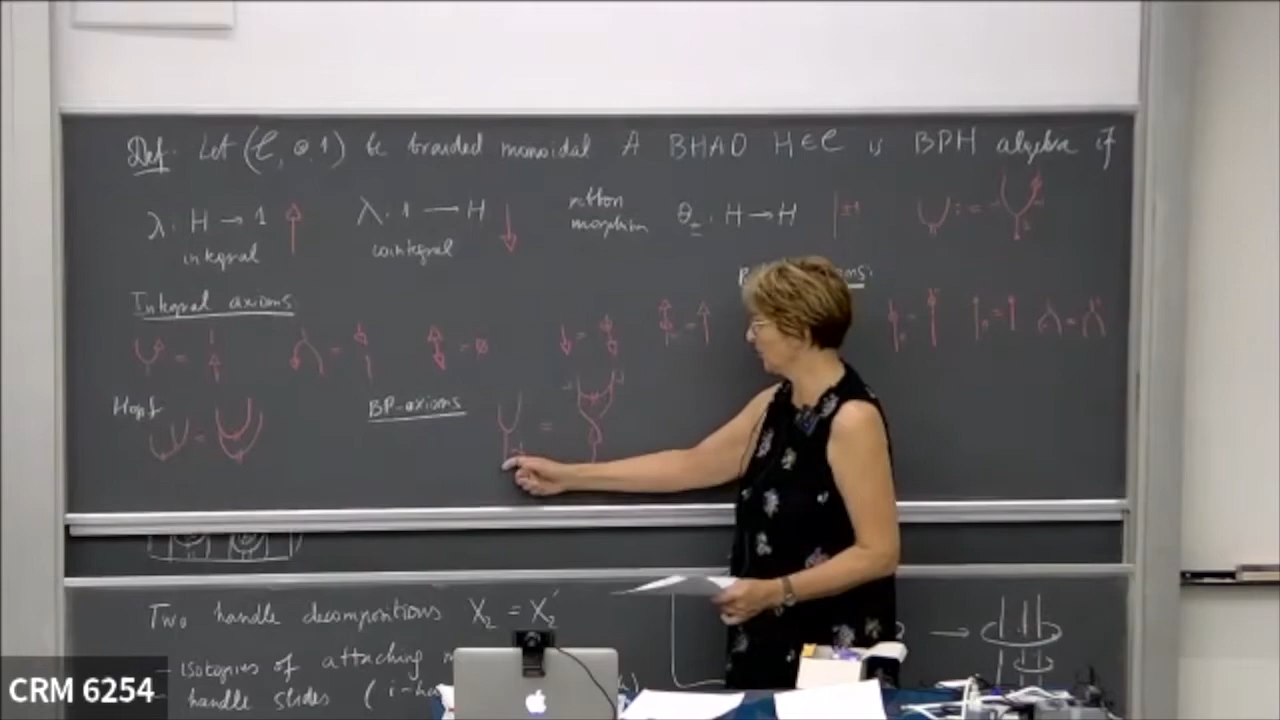 Def: Let (C, ⊗, 1) be braided monoidal A BHAO H∈C is BPH algebra if
λ. H → 1
integral
λ. 1 → H
cointegral
ribbon
morphism
θ±. H → H
Integral axioms
Hopf
BP-axioms
Two handle decompositions X₂ = X₂'
- isotopies of attaching
- handle slides (
CRM 6254